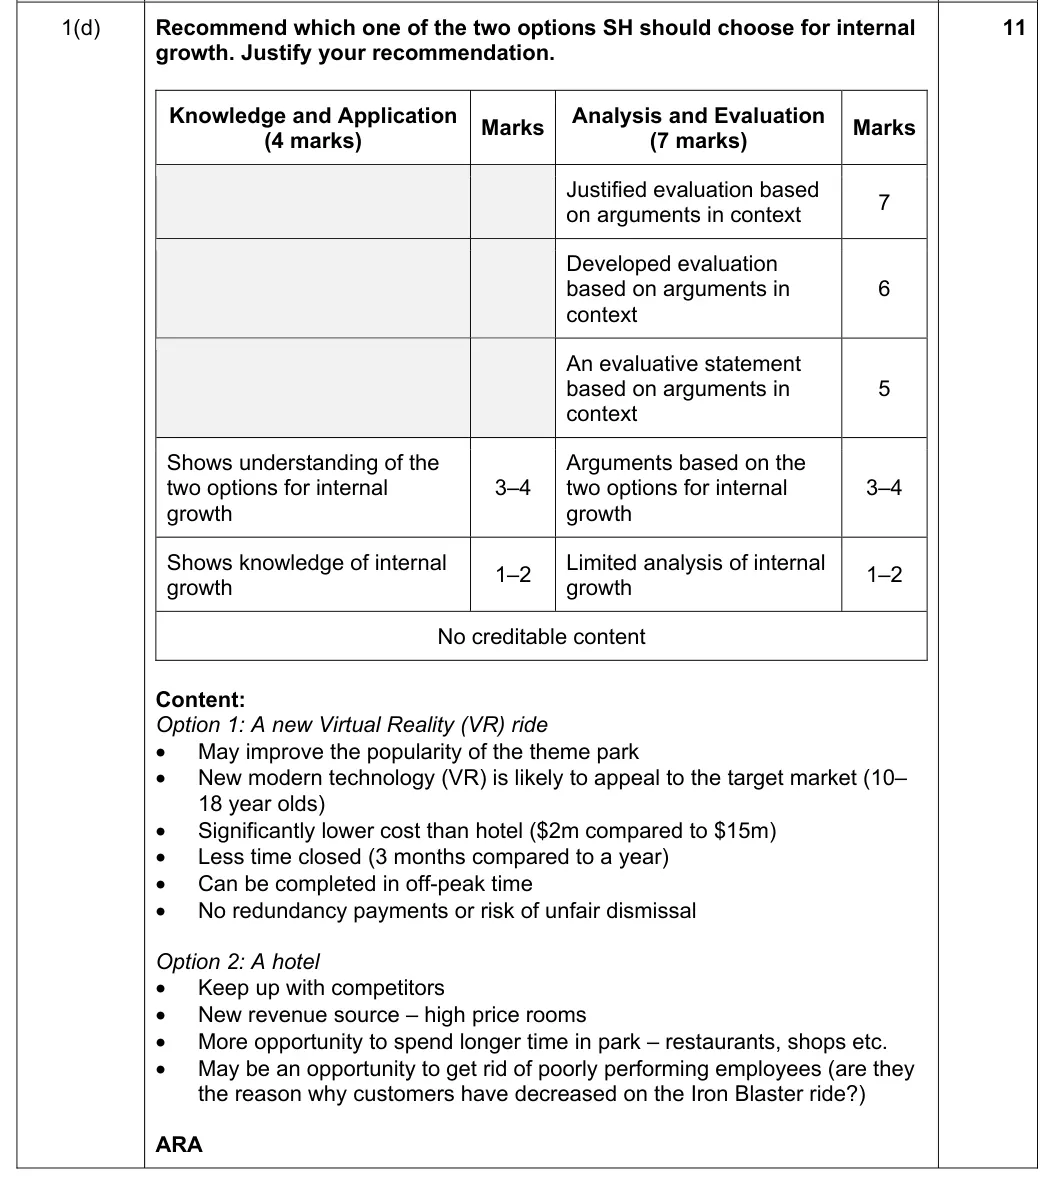 1(d)
Recommend which one of the two options SH should choose for internal
growth. Justify your recommendation.
11
Knowledge and Application
(4 marks)
Marks
Analysis and Evaluation
(7 marks)
Marks
Justified evaluation based
on arguments in context
7
Developed evaluation
based on arguments in
context
6
An evaluative statement
based on arguments in
context
5
Shows understanding of the
two options for internal
growth
3–4
Arguments based on the
two options for internal
growth
3–4
Shows knowledge of internal
growth
1–2
Limited analysis of internal
growth
1–2
No creditable content
Content:
Option 1: A new Virtual Reality (VR) ride
• May improve the popularity of the theme park
• New modern technology (VR) is likely to appeal to the target market (10–
18 year olds)
• Significantly lower cost than hotel ($2m compared to $15m)
• Less time closed (3 months compared to a year)
• Can be completed in off-peak time
• No redundancy payments or risk of unfair dismissal
Option 2: A hotel
• Keep up with competitors
• New revenue source – high price rooms
• More opportunity to spend longer time in park – restaurants, shops etc.
• May be an opportunity to get rid of poorly performing employees (are they
the reason why customers have decreased on the Iron Blaster ride?)
ARA